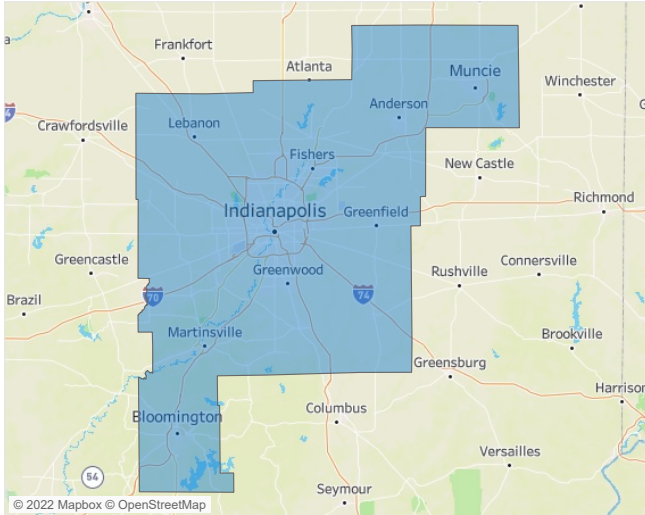 Frankfort
Atlanta
Muncie
Winchester
Anderson
Lebanon
Crawfordsville
Fishers
New Castle
Indianapolis
Greenfield
Richmond
Greencastle
Greenwood
Rushville
Connersville
Brazil
70
74
Martinsville
Brookville
Greensburg
Harrison
Columbus
Bloomington
Versailles
54
Seymour
© 2022 Mapbox © OpenStreetMap